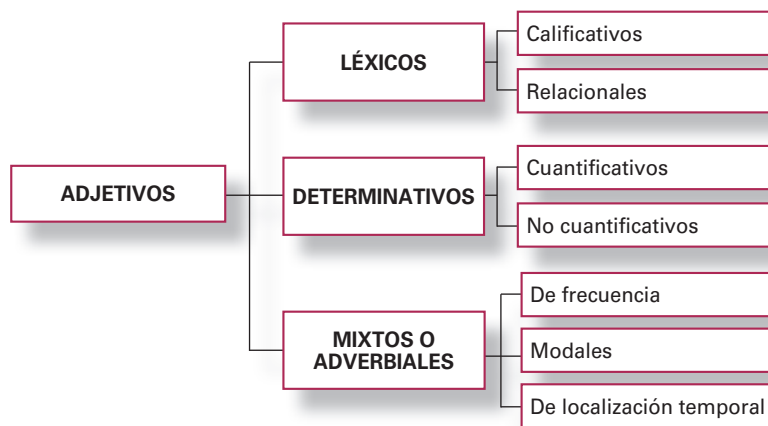 ADJETIVOS
LÉXICOS
Calificativos
Relacionales
DETERMINATIVOS
Cuantificativos
No cuantificativos
MIXTOS O
ADVERBIALES
De frecuencia
Modales
De localización temporal